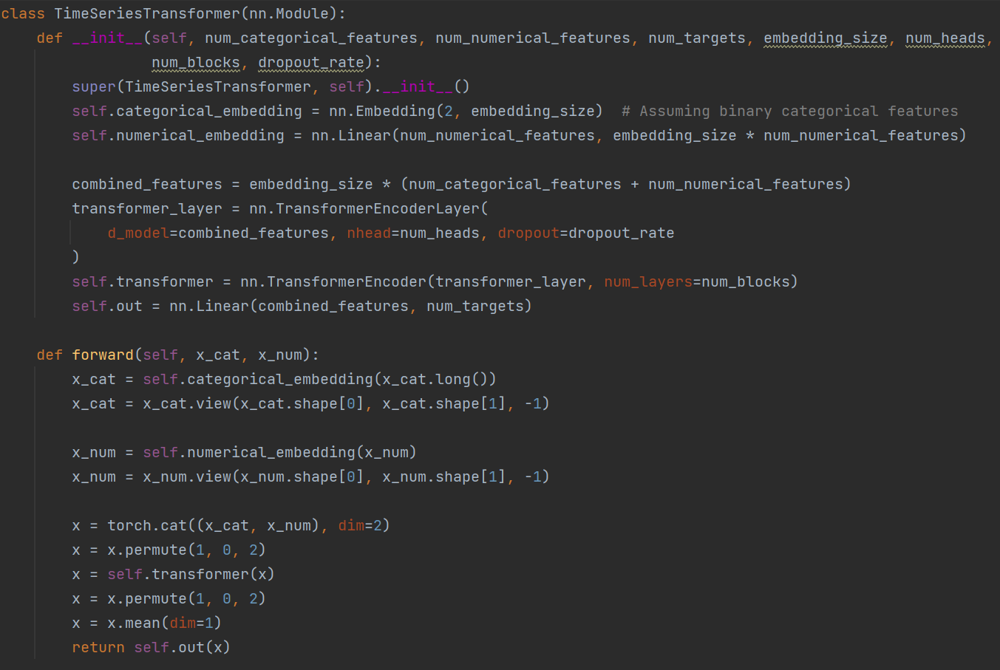 class TimeSeriesTransformer(nn.Module):
    def __init__(self, num_categorical_features, num_numerical_features, num_targets, embedding_size, num_heads,
                 num_blocks, dropout_rate):
        super(TimeSeriesTransformer, self).__init__()
        self.categorical_embedding = nn.Embedding(2, embedding_size)  # Assuming binary categorical features
        self.numerical_embedding = nn.Linear(num_numerical_features, embedding_size * num_numerical_features)

        combined_features = embedding_size * (num_categorical_features + num_numerical_features)
        transformer_layer = nn.TransformerEncoderLayer(
            d_model=combined_features, nhead=num_heads, dropout=dropout_rate
        )
        self.transformer = nn.TransformerEncoder(transformer_layer, num_layers=num_blocks)
        self.out = nn.Linear(combined_features, num_targets)

    def forward(self, x_cat, x_num):
        x_cat = self.categorical_embedding(x_cat.long())
        x_cat = x_cat.view(x_cat.shape[0], x_cat.shape[1], -1)

        x_num = self.numerical_embedding(x_num)
        x_num = x_num.view(x_num.shape[0], x_num.shape[1], -1)

        x = torch.cat((x_cat, x_num), dim=2)
        x = x.permute(1, 0, 2)
        x = self.transformer(x)
        x = x.permute(1, 0, 2)
        x = x.mean(dim=1)
        return self.out(x)